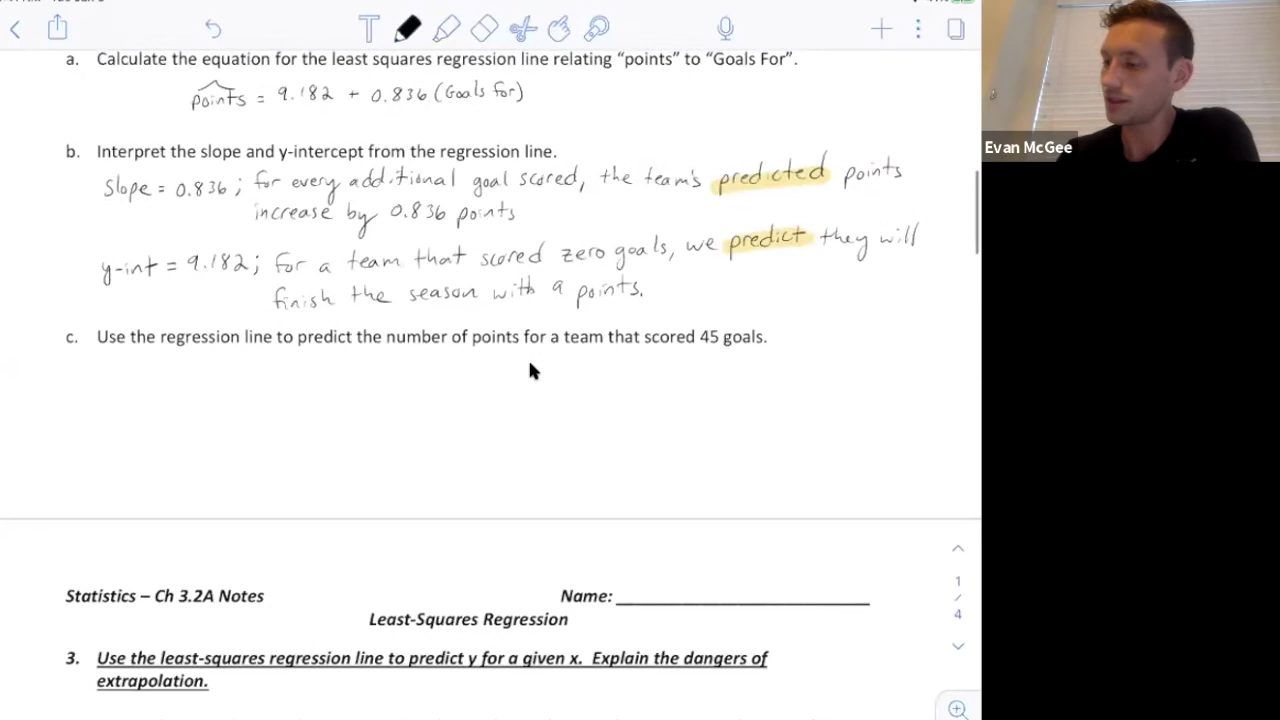 a. Calculate the equation for the least squares regression line relating “points” to “Goals For”.
points = 9.182 + 0.836 (Goals for)
b. Interpret the slope and y-intercept from the regression line.
Slope = 0.836; for every additional goal scored, the team's predicted points
increase by 0.836 points
y-int = 9.182; for a team that scored zero goals, we predict they will
finish the season with 9 points.
c. Use the regression line to predict the number of points for a team that scored 45 goals.
Statistics – Ch 3.2A Notes Name: ____________________
Least-Squares Regression
3. Use the least-squares regression line to predict y for a given x. Explain the dangers of
extrapolation.
1
/
4
Evan McGee